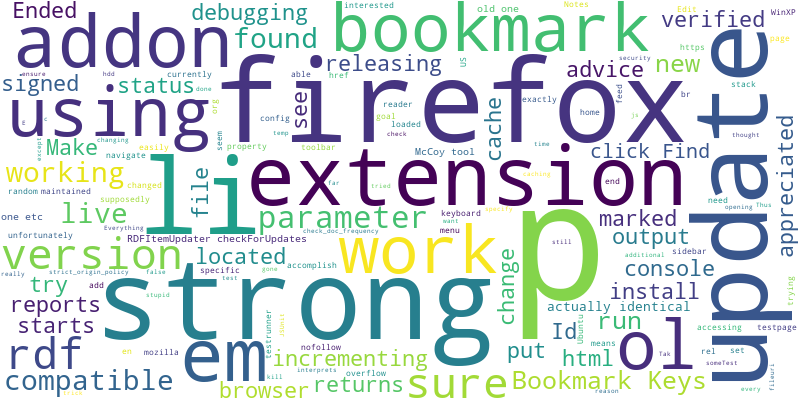 Ended
debugging
interested
old one
Notes
Edit
WinXP
addon
found
bookmark
verified
page
ensure
hdd
currently
able
releasing
US
https
security
signed
status
href
advice
new
br
stack
using
firefox
update
org
see
config
reader
goal
loaded
exactly
home
feed
js
thought
Make
seem
temp
check
cache
time
changing
easily
property
toolbar
McCoy tool
click Find
except
navigate
caching
appreciated
working
li
extension
end
need
random
maintained
changed
file
far
tried
opening
Thus
one etc
live
supposedly
parameter
keyboard
want
specify
marked
unfortunately
Everything
RDFItemUpdater checkForUpdates
check_doc_frequency
menu
work
p
still
output
additional
version
located
console
sidebar
really
strict_origin_policy
false
gone
accomplish
change
install
trying
try
add
specific
test
strong
actually identical
reports
stupid
Id
run
accessing
testpage
starts
em
mozilla
nofollow
testrunner
means
rel
set
rdf
em
incrementing
put
html
ol
Tak
someTest
compatible
kill
interprets
overflow
Ubuntu
every
browser
returns
sure
Bookmark Keys
reason
fileuri
done